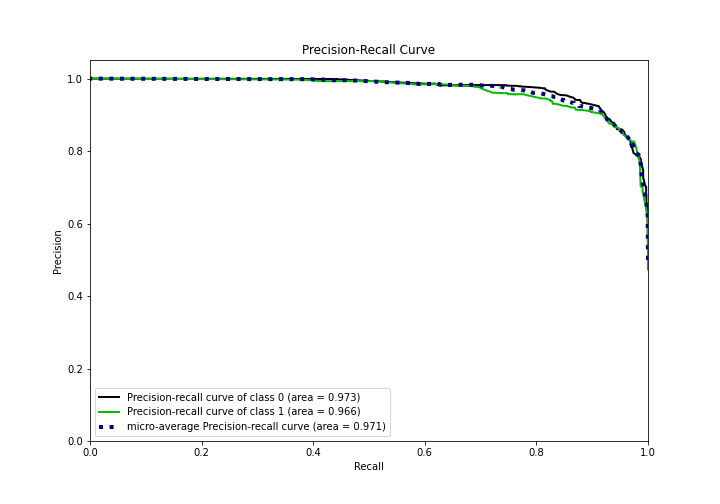 Precision-Recall Curve
1.0
0.8
0.6
0.4
0.2
0.0
Precision
Precision-recall curve of class 0 (area = 0.973)
Precision-recall curve of class 1 (area = 0.966)
micro-average Precision-recall curve (area = 0.971)
0.0 0.2 0.4 0.6 0.8 1.0
Recall